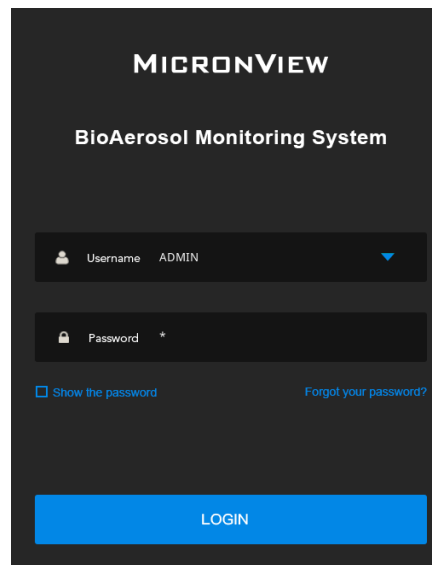 MICRONVIEW
BioAerosol Monitoring System
Username ADMIN
Password *
Show the password Forgot your password?
LOGIN